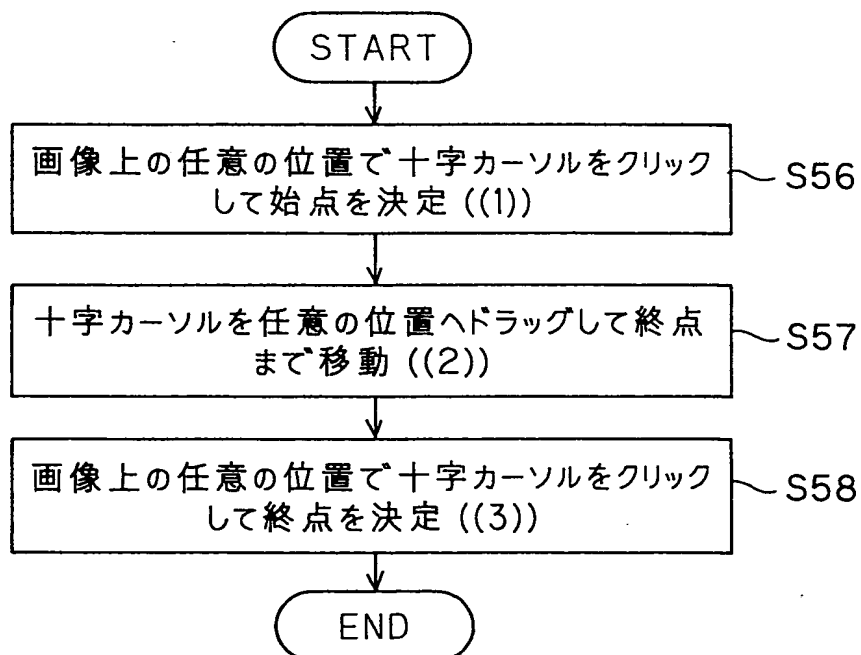 START
画像上の任意の位置で十字カーソルをクリック
して始点を決定 ((1))
S56
十字カーソルを任意の位置へドラッグして終点
まで移動 ((2))
S57
画像上の任意の位置で十字カーソルをクリック
して終点を決定 ((3))
S58
END